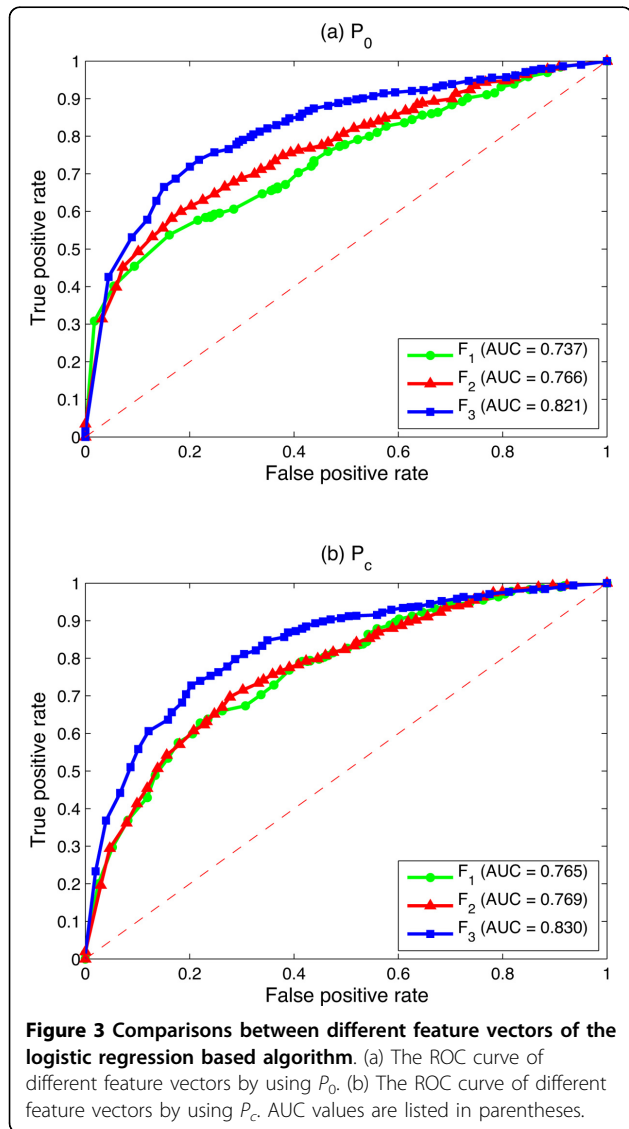 (a) P₀
True positive rate
1
0.9
0.8
0.7
0.6
0.5
0.4
0.3
0.2
0.1
0
F₁ (AUC = 0.737)
F₂ (AUC = 0.766)
F₃ (AUC = 0.821)
0 0.2 0.4 0.6 0.8 1
False positive rate
(b) P_c
True positive rate
1
0.9
0.8
0.7
0.6
0.5
0.4
0.3
0.2
0.1
0
F₁ (AUC = 0.765)
F₂ (AUC = 0.769)
F₃ (AUC = 0.830)
0 0.2 0.4 0.6 0.8 1
False positive rate
Figure 3 Comparisons between different feature vectors of the
logistic regression based algorithm. (a) The ROC curve of
different feature vectors by using P₀. (b) The ROC curve of different
feature vectors by using P_c. AUC values are listed in parentheses.